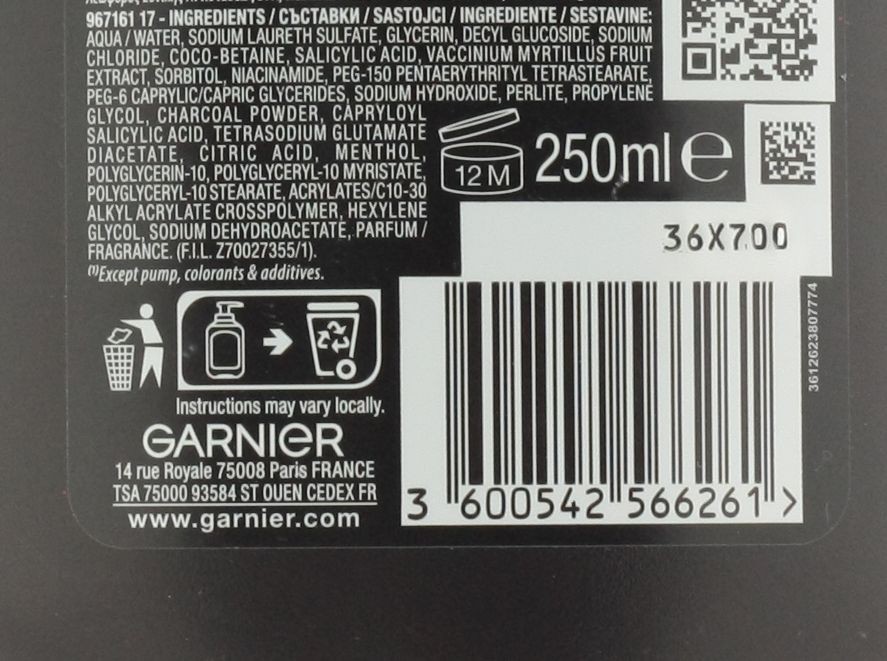 967161 17 - INGREDIENTS / СЪСТАВКИ / SASTOJCI / INGREDIENTE / SESTAVINE:
AQUA / WATER, SODIUM LAURETH SULFATE, GLYCERIN, DECYL GLUCOSIDE, SODIUM
CHLORIDE, COCO-BETAINE, SALICYLIC ACID, VACCINIUM MYRTILLUS FRUIT
EXTRACT, SORBITOL, NIACINAMIDE, PEG-150 PENTAERYTHRITYL TETRASTEARATE,
PEG-6 CAPRYLIC/CAPRIC GLYCERIDES, SODIUM HYDROXIDE, PERLITE, PROPYLENE
GLYCOL, CHARCOAL POWDER, CAPRYLOYL
SALICYLIC ACID, TETRASODIUM GLUTAMATE
DIACETATE, CITRIC ACID, MENTHOL,
POLYGLYCERIN-10, POLYGLYCERYL-10 MYRISTATE,
POLYGLYCERYL-10 STEARATE, ACRYLATES/C10-30
ALKYL ACRYLATE CROSSPOLYMER, HEXYLENE
GLYCOL, SODIUM DEHYDROACETATE, PARFUM /
FRAGRANCE. (F.I.L. Z70027355/1).
(1)Except pump, colorants & additives.
12 M
250ml e
36X700
3612623807774
Instructions may vary locally.
GARNIER
14 rue Royale 75008 Paris FRANCE
TSA 75000 93584 ST OUEN CEDEX FR
www.garnier.com
3 600542 566261 >